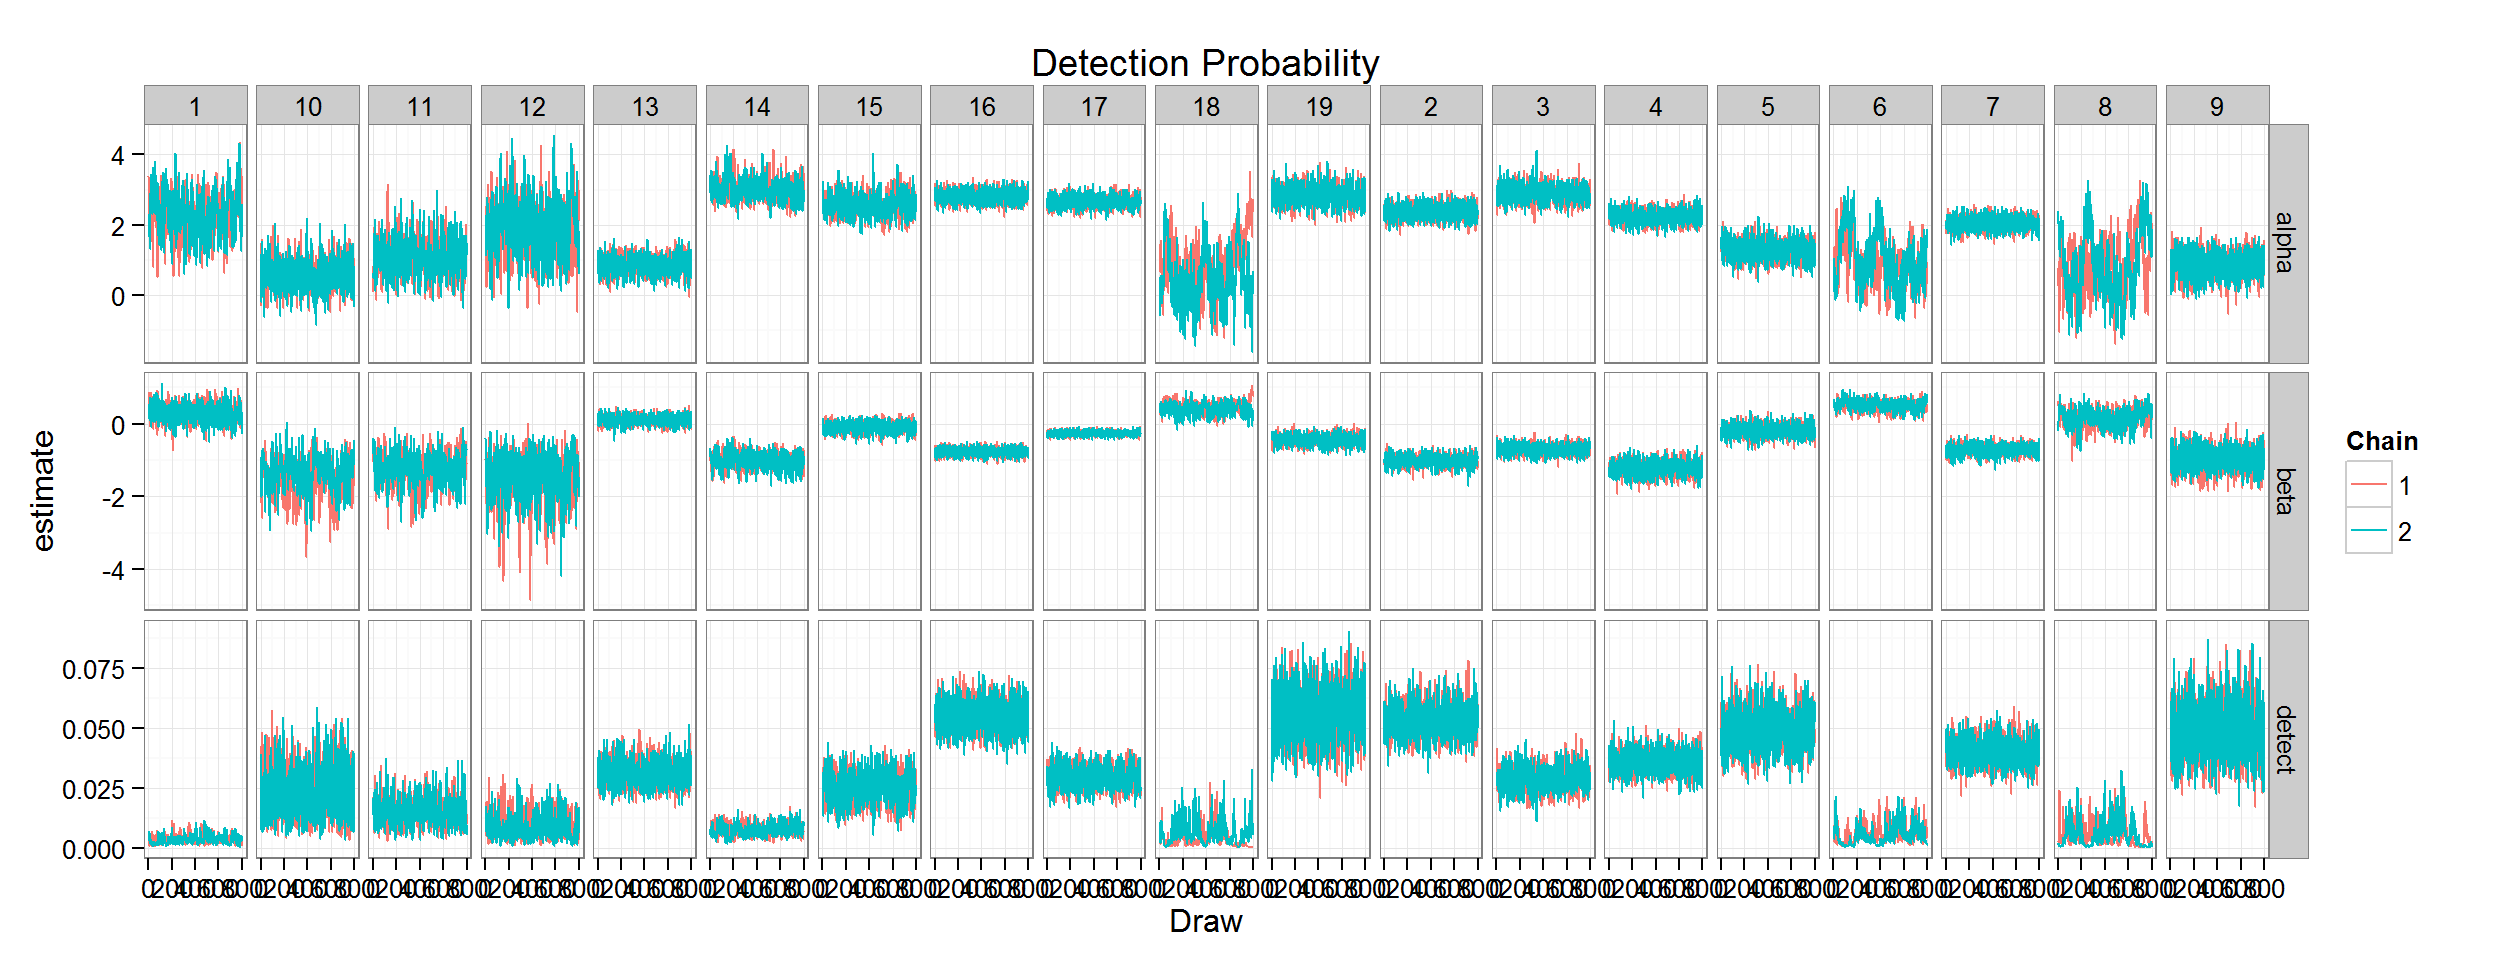 Detection Probability
1 10 11 12 13 14 15 16 17 18 19 2 3 4 5 6 7 8 9
4
2
0
alpha
0
-2
-4
beta
0.075
0.050
0.025
0.000
detect
estimate
Draw
Chain
1
2